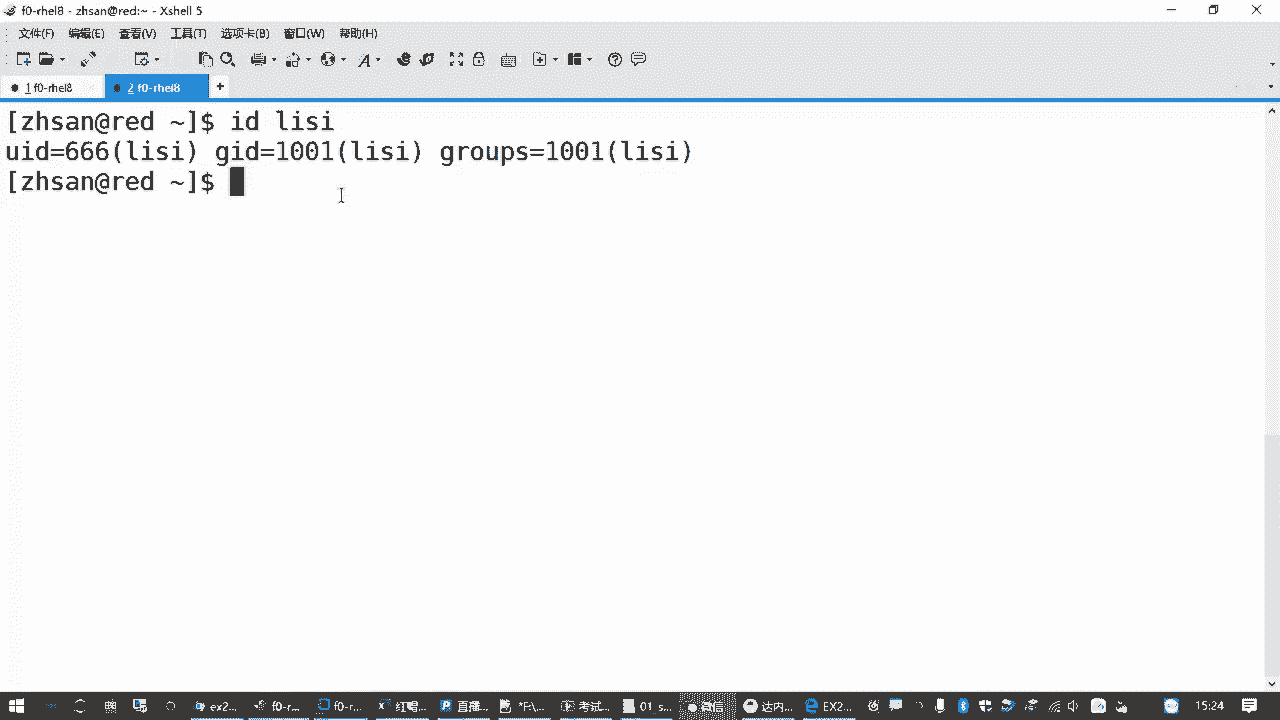 f0-rhel8 - zhsan@red:~ - Xshell 5
文件(F) 编辑(E) 查看(V) 工具(T) 选项卡(B) 窗口(W) 帮助(H)
1 f0-rhel8 2 f0-rhel8 +
[zhsan@red ~]$ id lisi
uid=666(lisi) gid=1001(lisi) groups=1001(lisi)
[zhsan@red ~]$
ex2... f0-r... f0-r... 红帽... 直播... *F:\... 考试... 01_s... 微信 达内... EX2... 15:24